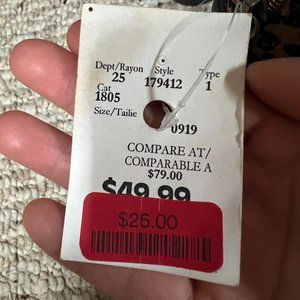 Dept/Rayon Style Type
25 179412 1
Cat
1805
Size/Tailie
0919
COMPARE AT/
COMPARABLE A
$79.00
$49.99
$26.00